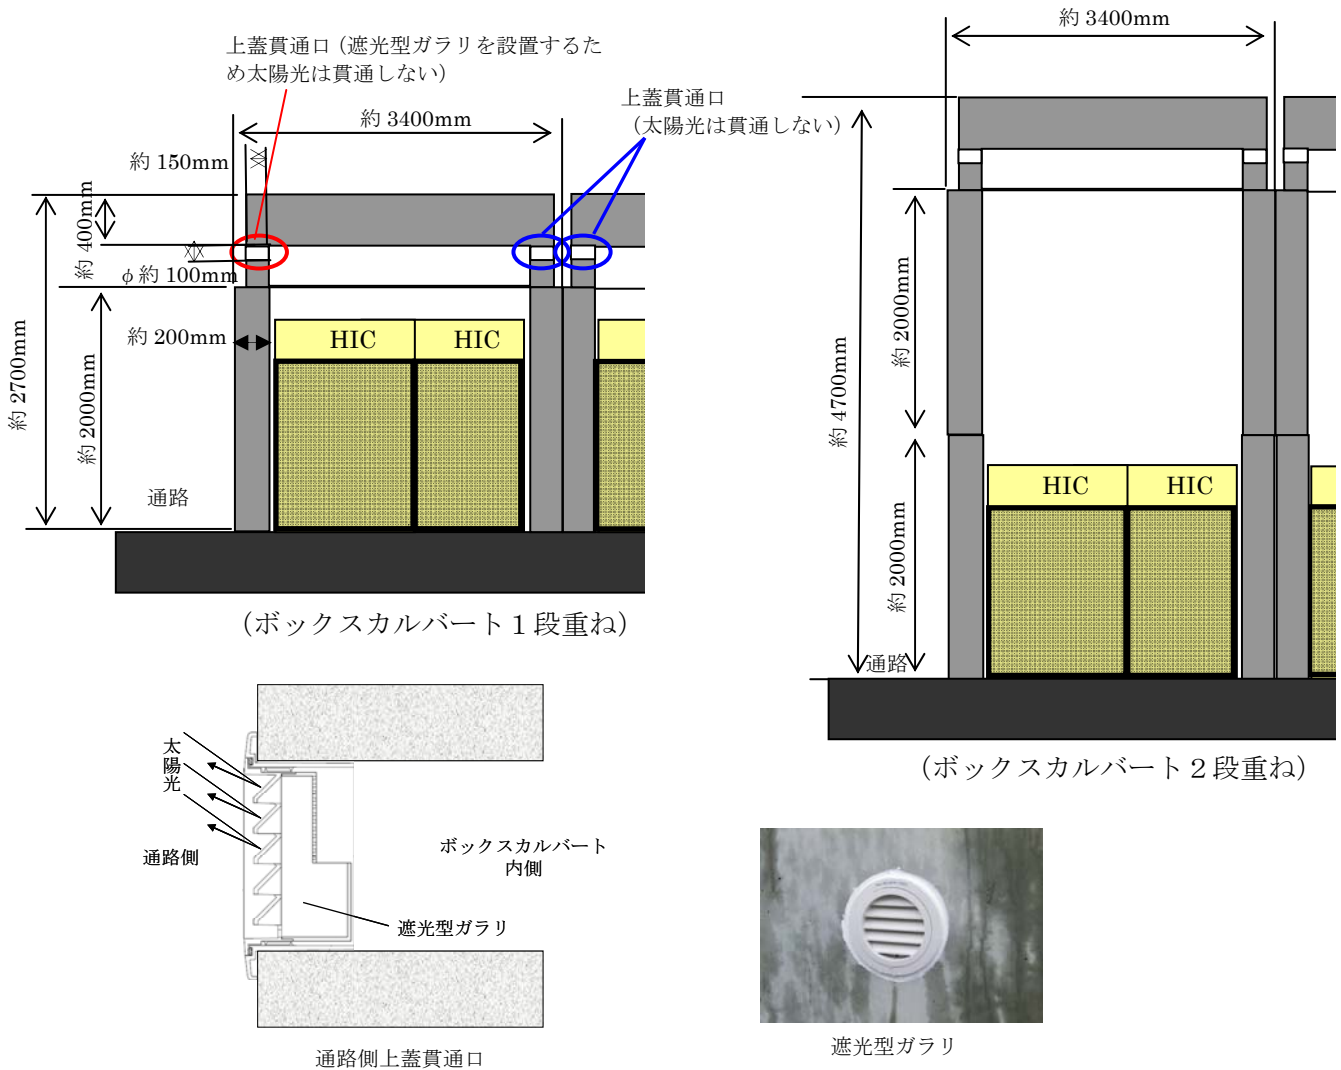 上蓋貫通口（遮光型ガラリを設置するた
め太陽光は貫通しない）
上蓋貫通口
（太陽光は貫通しない）
約 3400mm
約 150mm
約 400mm
φ約 100mm
約 200mm
約 2700mm
約 2000mm
HIC
HIC
通路
（ボックスカルバート１段重ね）
約 3400mm
約 4700mm
約 2000mm
約 2000mm
HIC
HIC
通路
（ボックスカルバート２段重ね）
太陽光
通路側
ボックスカルバート
内側
遮光型ガラリ
通路側上蓋貫通口
遮光型ガラリ